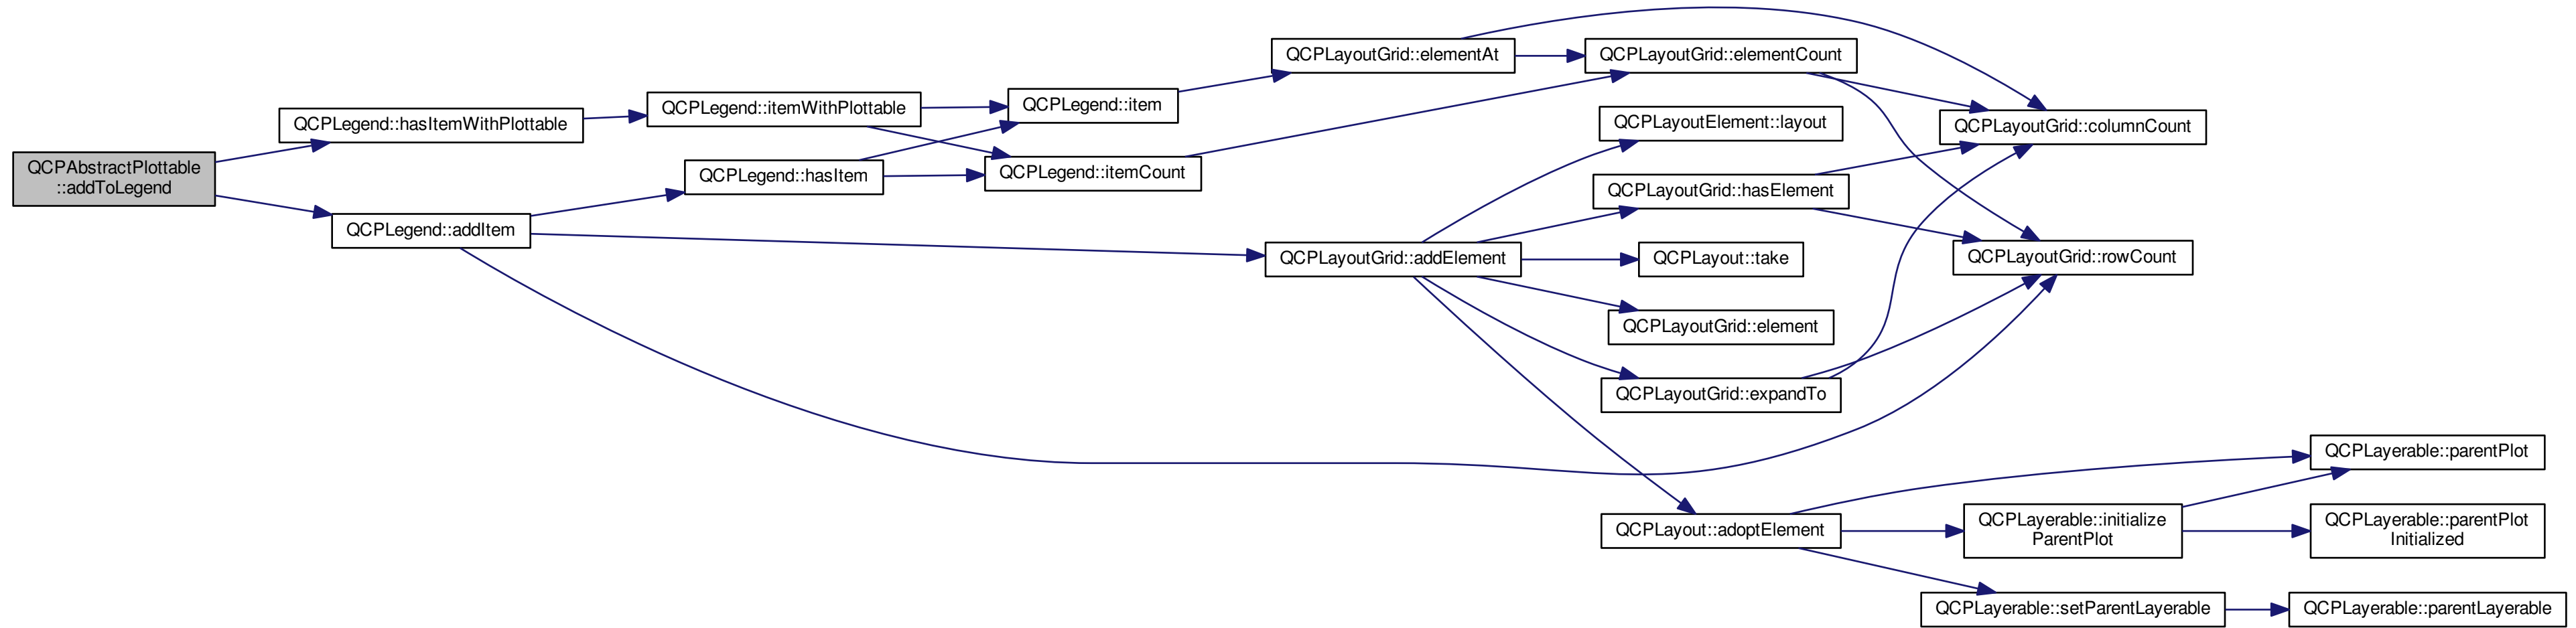 QCPAbstractPlottable
::addToLegend
QCPLegend::hasItemWithPlottable
QCPLegend::addItem
QCPLegend::itemWithPlottable
QCPLegend::hasItem
QCPLegend::item
QCPLegend::itemCount
QCPLayoutGrid::elementAt
QCPLayoutGrid::addElement
QCPLayoutGrid::elementCount
QCPLayoutElement::layout
QCPLayoutGrid::hasElement
QCPLayout::take
QCPLayoutGrid::element
QCPLayoutGrid::expandTo
QCPLayout::adoptElement
QCPLayoutGrid::columnCount
QCPLayoutGrid::rowCount
QCPLayerable::initialize
ParentPlot
QCPLayerable::setParentLayerable
QCPLayerable::parentPlot
QCPLayerable::parentPlot
Initialized
QCPLayerable::parentLayerable